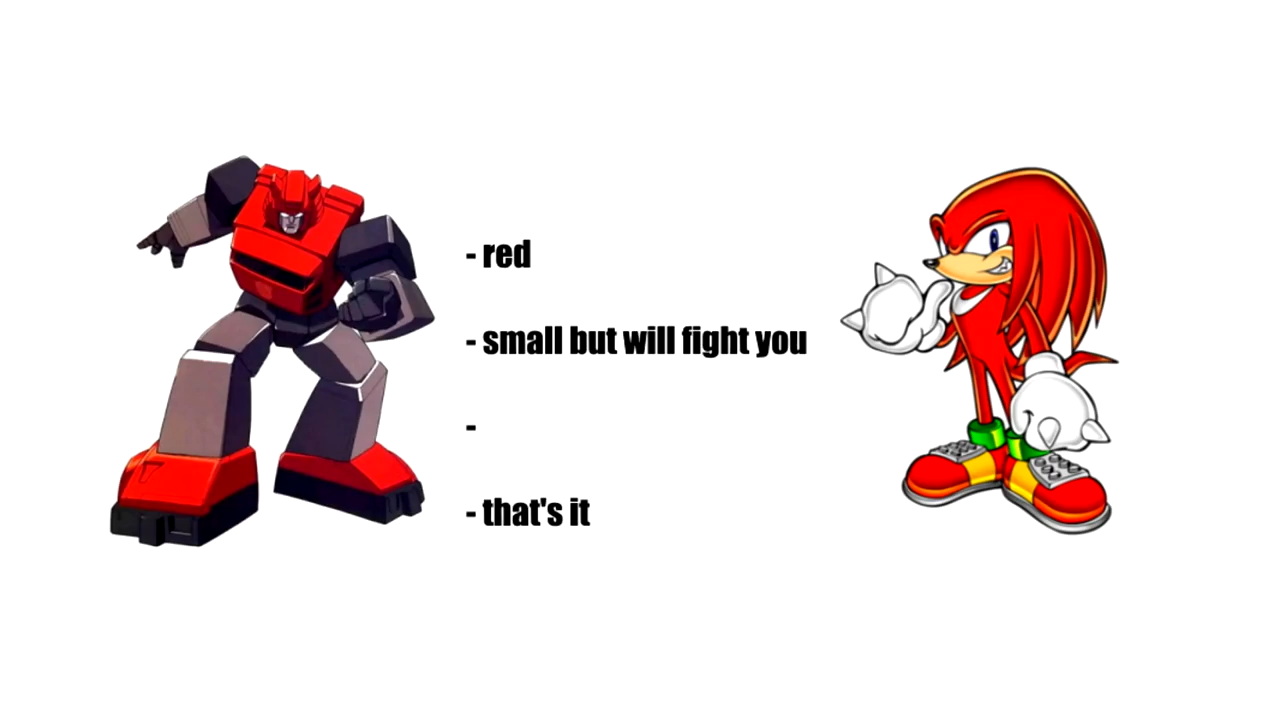 - red
- small but will fight you
-
- that's it